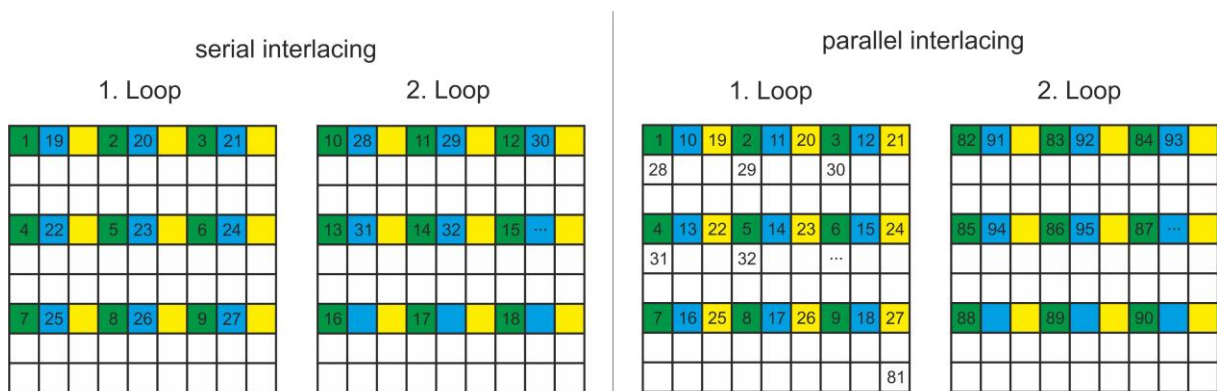 serial interlacing
1. Loop
2. Loop
1 19 2 20 3 21
4 22 5 23 6 24
7 25 8 26 9 27
10 28 11 29 12 30
13 31 14 32 15 ...
16 17 18
parallel interlacing
1. Loop
2. Loop
1 10 19 2 11 20 3 12 21
28 29 30
4 13 22 5 14 23 6 15 24
31 32 ...
7 16 25 8 17 26 9 18 27
81
82 91 83 92 84 93
85 94 86 95 87 ...
88 89 90